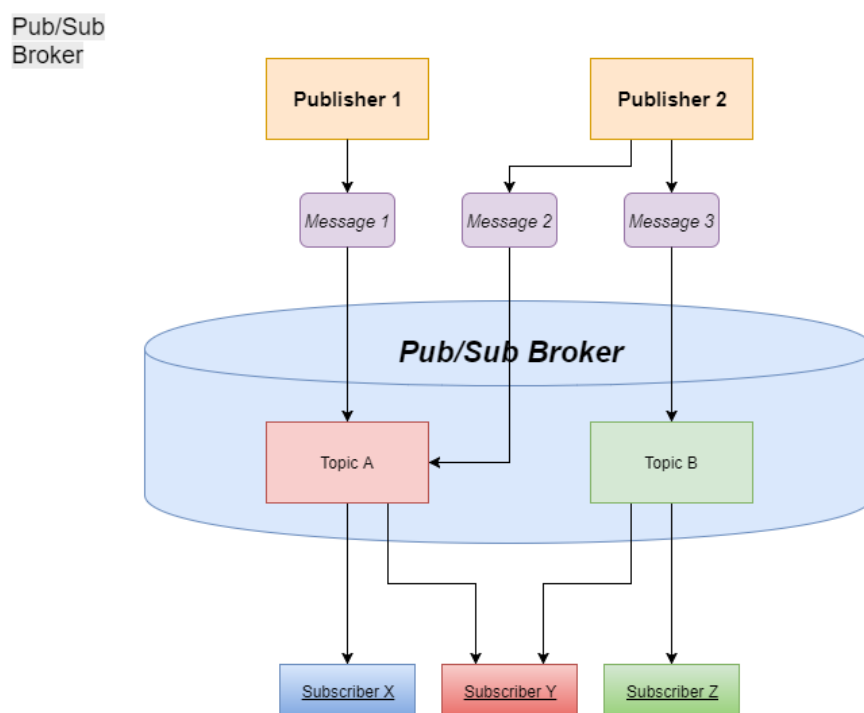 Pub/Sub
Broker
Publisher 1
Publisher 2
Message 1
Message 2
Message 3
Pub/Sub Broker
Topic A
Topic B
Subscriber X
Subscriber Y
Subscriber Z